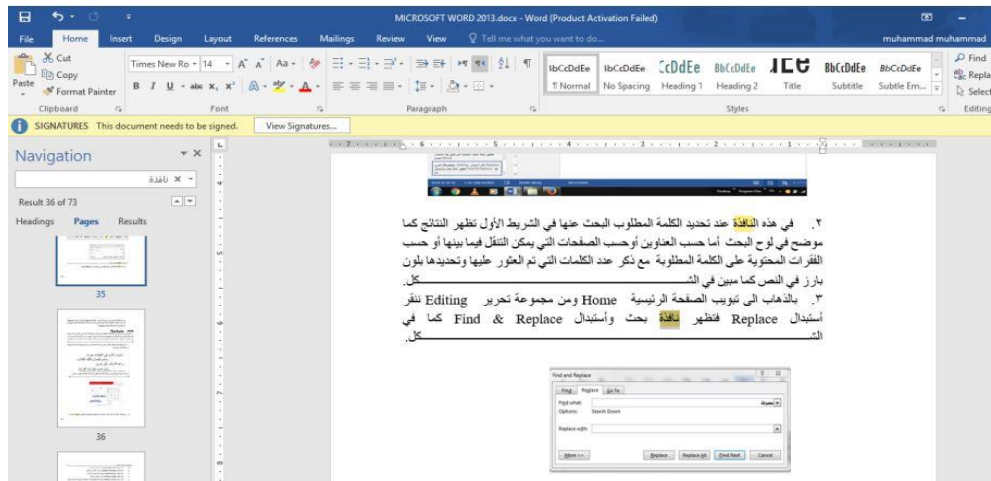 MICROSOFT WORD 2013.docx - Word (Product Activation Failed)
File Home Insert Design Layout References Mailings Review View Tell me what you want to do... muhammad muhammad
Paste
Cut
Copy
Format Painter
Clipboard
Times New Ro 14
Font
Paragraph
AaBbCcDdEe AaBbCcDdEe CcDdEe BbCcDdEe BbCcDdEe BbCcDdEe
¶ Normal No Spacing Heading 1 Heading 2 Title Subtitle Subtle Em...
Styles
Find
Repla
Select
Editing
SIGNATURES This document needs to be signed. View Signatures...
Navigation
نافذة
Result 36 of 73
Headings Pages Results
35
36
٢. في هذه النافذة عند تحديد الكلمة المطلوب البحث عنها في الشريط الأول تظهر النتائج كما
موضح في لوح البحث أما حسب العناوين أوحسب الصفحات التي يمكن التنقل فيما بينها أو حسب
الفقرات المحتوية على الكلمة المطلوبة مع ذكر عدد الكلمات التي تم العثور عليها وتحديدها بلون
بارز في النص كما مبين في الشـــــــــكل.
٣. بالذهاب الى تبويب الصفحة الرئيسية Home ومن مجموعة تحرير Editing ننقر
أستبدال Replace فتظهر نافذة بحث وأستبدال Find & Replace كما في
الشـــــــــكل.
Find and Replace
Find Replace Go To
Find what:
Options: Search Down
Replace with:
More >> Replace Replace All Find Next Cancel